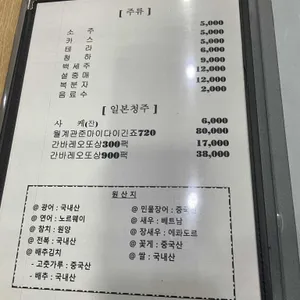 [ 주류 ]
소 주 5,000
키 스 5,000
테 라 5,000
청 하 6,000
백 세 주 9,000
설 중 매 12,000
복 분 자 12,000
음 료 수 2,000
[ 일본청주 ]
사 케(잔) 6,000
월계관준마이다이긴죠720 80,000
간바레오또상300팩 17,000
간바레오또상900팩 38,000
원 산 지
@ 광어 : 국내산
@ 연어 : 노르웨이
@ 참치 : 원양
@ 전복 : 국내산
@ 배추김치
- 고춧가루 : 중국산
- 배추 : 국내산
@ 민물장어 : 중국산
@ 새우 : 베트남
@ 장새우 : 에콰도르
@ 꽃게 : 중국산
@ 쌀 : 국내산